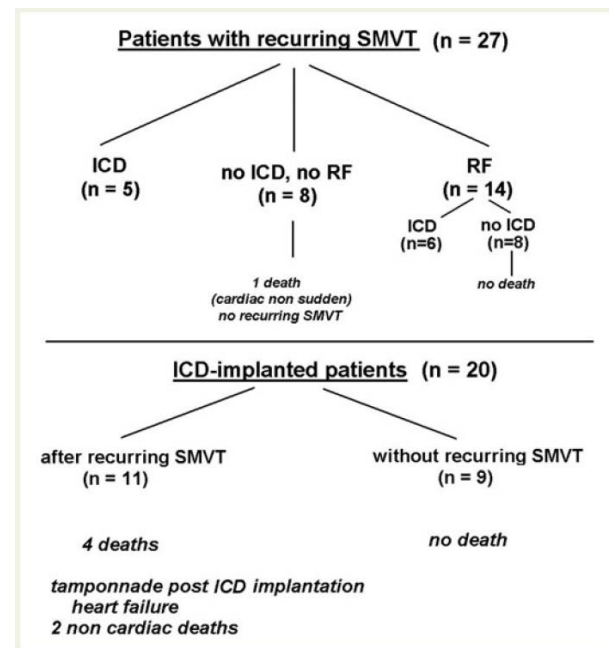 Patients with recurring SMVT (n = 27)
ICD
(n = 5)
no ICD, no RF
(n = 8)
RF
(n = 14)
ICD
(n=6)
no ICD
(n=8)
1 death
(cardiac non sudden)
no recurring SMVT
no death
ICD-implanted patients (n = 20)
after recurring SMVT
(n = 11)
without recurring SMVT
(n = 9)
4 deaths
no death
tamponnade post ICD implantation
heart failure
2 non cardiac deaths